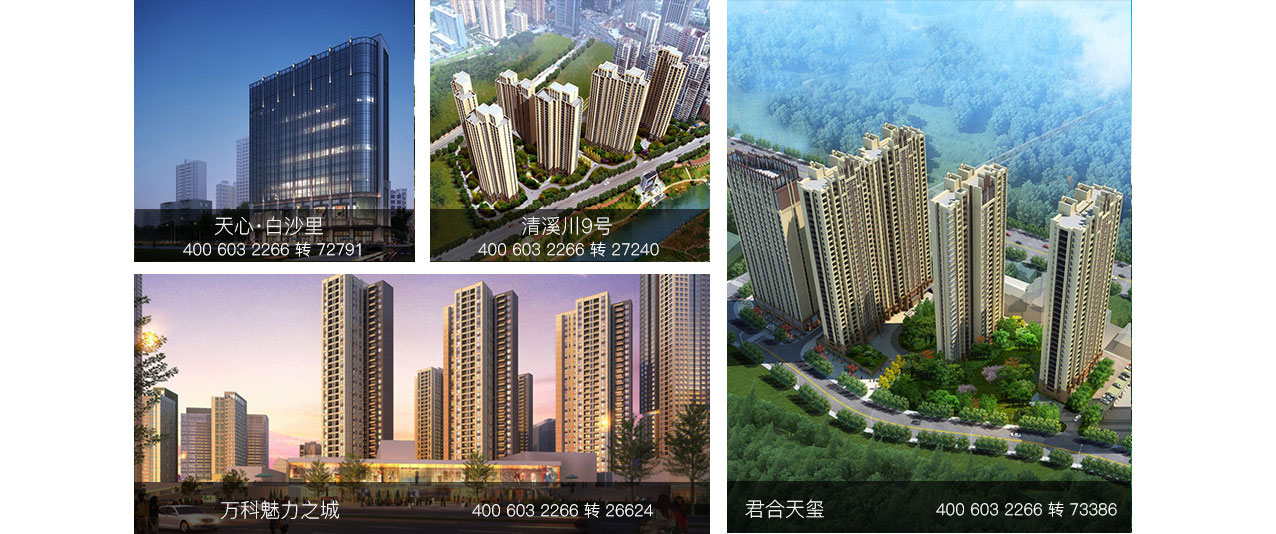 天心·白沙里
400 603 2266 转 72791
清溪川9号
400 603 2266 转 27240
万科魅力之城
400 603 2266 转 26624
君合天玺
400 603 2266 转 73386